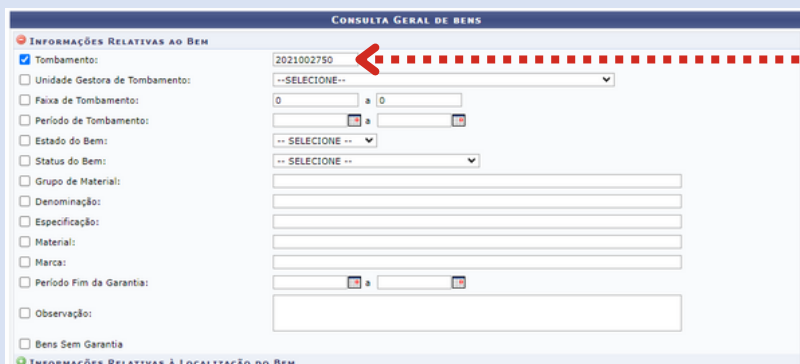 CONSULTA GERAL DE BENS
INFORMAÇÕES RELATIVAS AO BEM
Tombamento: 2021002750
Unidade Gestora de Tombamento: --SELECIONE--
Faixa de Tombamento: 0 a 0
Período de Tombamento: a
Estado do Bem: -- SELECIONE --
Status do Bem: -- SELECIONE --
Grupo de Material:
Denominação:
Especificação:
Material:
Marca:
Período Fim da Garantia: a
Observação:
Bens Sem Garantia
INFORMAÇÕES RELATIVAS À LOCALIZAÇÃO DO BEM